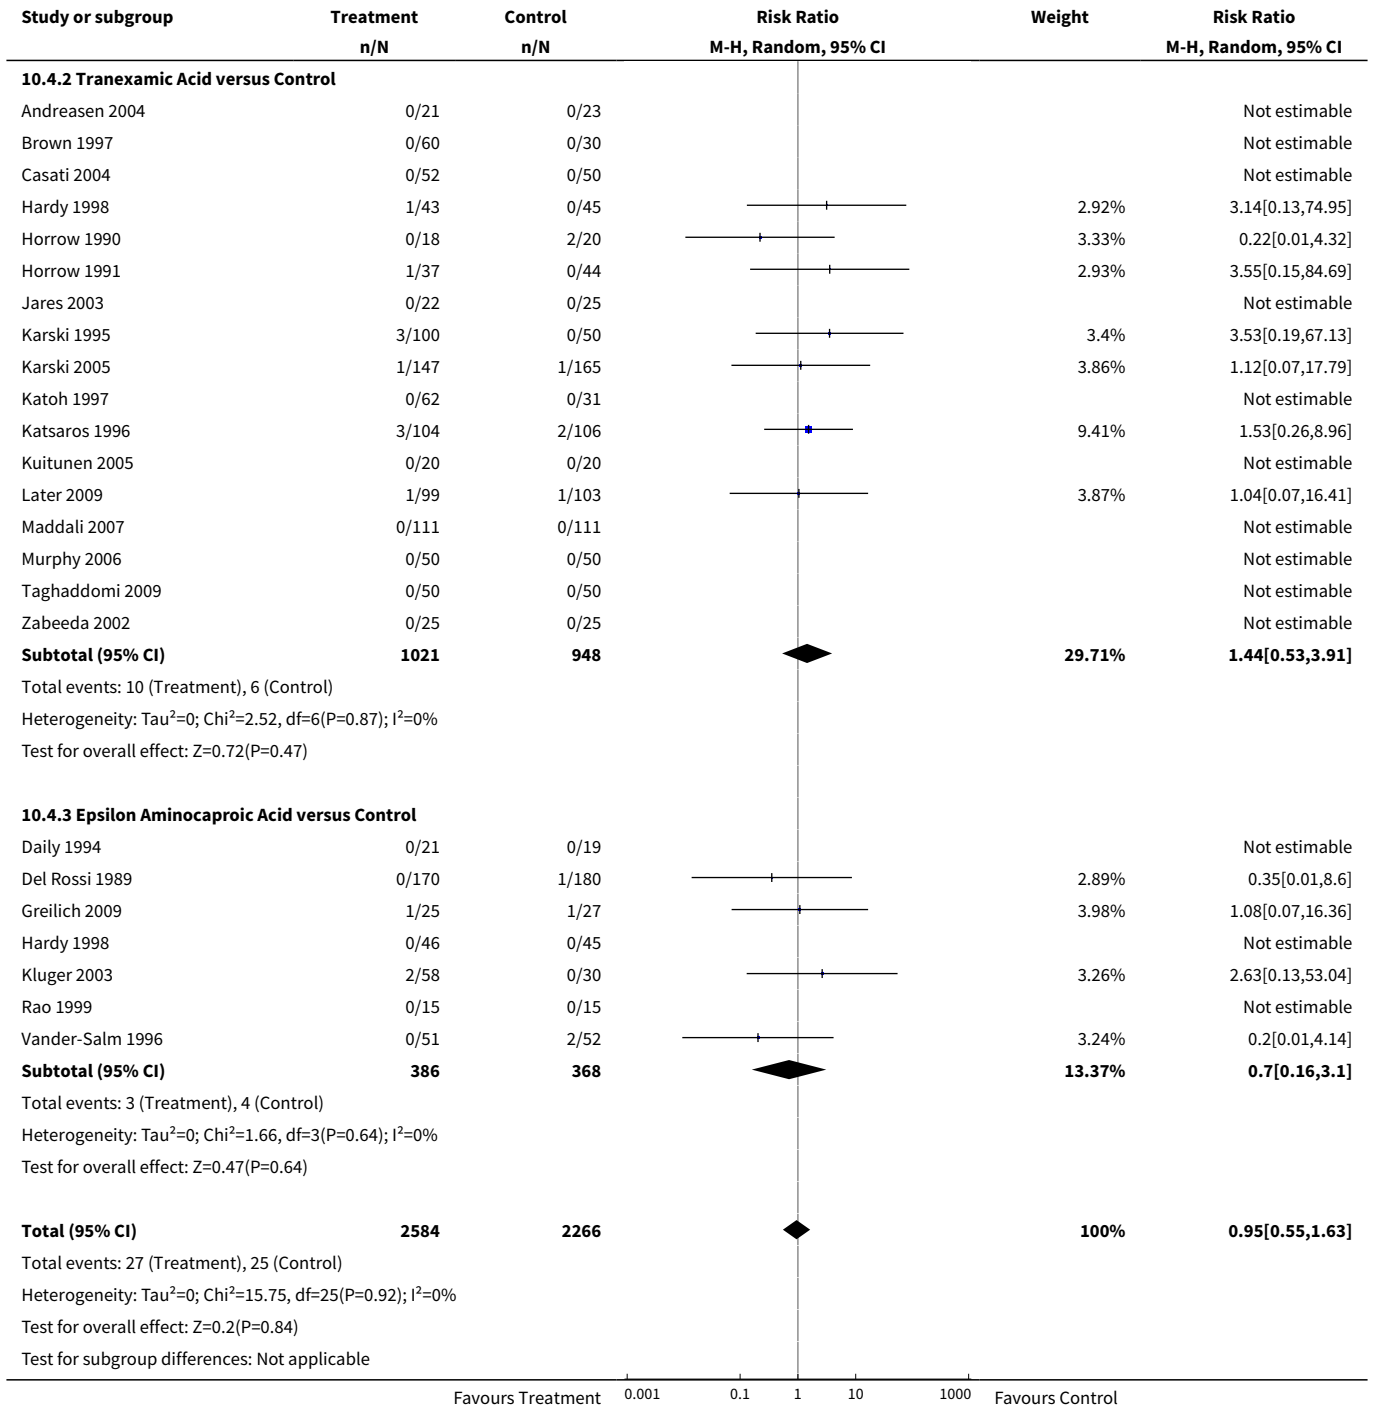 Study or subgroup Treatment Control Risk Ratio Weight Risk Ratio
n/N n/N M-H, Random, 95% CI M-H, Random, 95% CI
10.4.2 Tranexamic Acid versus Control
Andreasen 2004 0/21 0/23 Not estimable
Brown 1997 0/60 0/30 Not estimable
Casati 2004 0/52 0/50 Not estimable
Hardy 1998 1/43 0/45 2.92% 3.14[0.13,74.95]
Horrow 1990 0/18 2/20 3.33% 0.22[0.01,4.32]
Horrow 1991 1/37 0/44 2.93% 3.55[0.15,84.69]
Jares 2003 0/22 0/25 Not estimable
Karski 1995 3/100 0/50 3.4% 3.53[0.19,67.13]
Karski 2005 1/147 1/165 3.86% 1.12[0.07,17.79]
Katoh 1997 0/62 0/31 Not estimable
Katsaros 1996 3/104 2/106 9.41% 1.53[0.26,8.96]
Kuitunen 2005 0/20 0/20 Not estimable
Later 2009 1/99 1/103 3.87% 1.04[0.07,16.41]
Maddali 2007 0/111 0/111 Not estimable
Murphy 2006 0/50 0/50 Not estimable
Taghaddomi 2009 0/50 0/50 Not estimable
Zabeeda 2002 0/25 0/25 Not estimable
Subtotal (95% CI) 1021 948 29.71% 1.44[0.53,3.91]
Total events: 10 (Treatment), 6 (Control)
Heterogeneity: Tau²=0; Chi²=2.52, df=6(P=0.87); I²=0%
Test for overall effect: Z=0.72(P=0.47)
10.4.3 Epsilon Aminocaproic Acid versus Control
Daily 1994 0/21 0/19 Not estimable
Del Rossi 1989 0/170 1/180 2.89% 0.35[0.01,8.6]
Greilich 2009 1/25 1/27 3.98% 1.08[0.07,16.36]
Hardy 1998 0/46 0/45 Not estimable
Kluger 2003 2/58 0/30 3.26% 2.63[0.13,53.04]
Rao 1999 0/15 0/15 Not estimable
Vander-Salm 1996 0/51 2/52 3.24% 0.2[0.01,4.14]
Subtotal (95% CI) 386 368 13.37% 0.7[0.16,3.1]
Total events: 3 (Treatment), 4 (Control)
Heterogeneity: Tau²=0; Chi²=1.66, df=3(P=0.64); I²=0%
Test for overall effect: Z=0.47(P=0.64)
Total (95% CI) 2584 2266 100% 0.95[0.55,1.63]
Total events: 27 (Treatment), 25 (Control)
Heterogeneity: Tau²=0; Chi²=15.75, df=25(P=0.92); I²=0%
Test for overall effect: Z=0.2(P=0.84)
Test for subgroup differences: Not applicable
Favours Treatment 0.001 0.1 1 10 1000 Favours Control